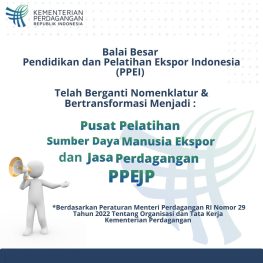 KEMENTERIAN
PERDAGANGAN
REPUBLIK INDONESIA
Balai Besar
Pendidikan dan Pelatihan Ekspor Indonesia
(PPEI)
Telah Berganti Nomenklatur &
Bertransformasi Menjadi :
Pusat Pelatihan
Sumber Daya Manusia Ekspor
dan Jasa Perdagangan
PPEJP
*Berdasarkan Peraturan Menteri Perdagangan RI Nomor 29
Tahun 2022 Tentang Organisasi dan Tata Kerja
Kementerian Perdagangan